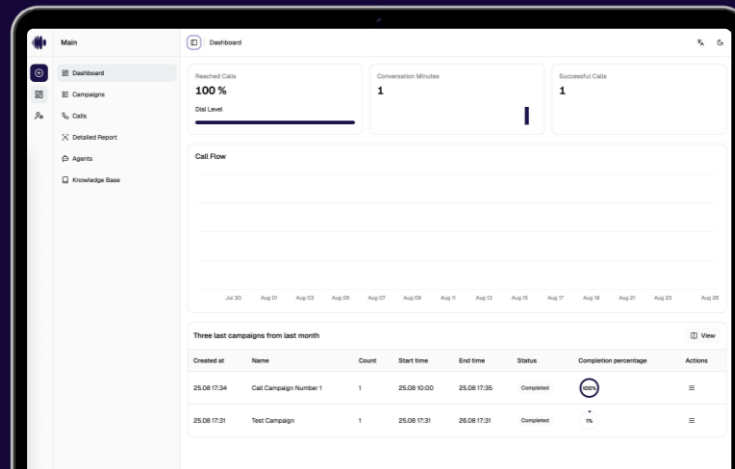 Main
Dashboard
Dashboard
Campaigns
Calls
Detailed Report
Agents
Knowledge Base
Reached Calls
100 %
Dial Level
Conversation Minutes
1
Successful Calls
1
Call Flow
Jul 30 Aug 01 Aug 03 Aug 05 Aug 07 Aug 09 Aug 11 Aug 13 Aug 15 Aug 17 Aug 19 Aug 21 Aug 23 Aug 26
Three last campaigns from last month
View
Created at Name Count Start time End time Status Completion percentage Actions
25.08 17:34 Call Campaign Number 1 1 25.08 10:00 25.08 17:35 Completed 100%
25.08 17:31 Test Campaign 1 25.08 17:31 26.08 17:31 Completed 1%